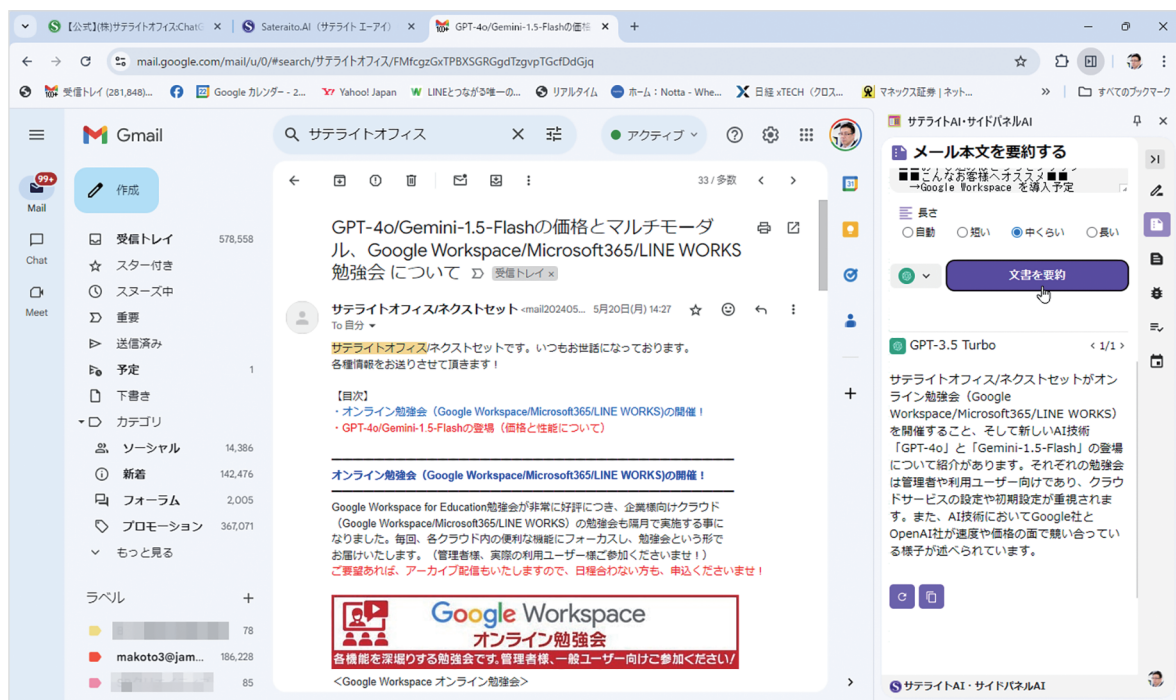 【公式】(株)サテライトオフィス:ChatG
Sateraito.AI（サテライト エーアイ）
GPT-4o/Gemini-1.5-Flashの価格
mail.google.com/mail/u/0/#search/サテライトオフィス/FMfcgzGxTPBXSGRGgdTzgvpTGcfDdGjq
受信トレイ (281,848)...
Google カレンダー - 2...
Yahoo! Japan
LINEとつながる唯一の...
リアルタイム
ホーム : Notta - Whe...
日経 xTECH（クロス...
マネックス証券 | ネット...
すべてのブックマーク
Gmail
サテライトオフィス
アクティブ
サテライトAI・サイドパネルAI
メール本文を要約する
■■こんなお客様へオススメ■■
→Google Workspace を導入予定
99+
Mail
Chat
Meet
作成
受信トレイ 578,558
スター付き
スヌーズ中
重要
送信済み
予定 1
下書き
カテゴリ
ソーシャル 14,386
新着 142,476
フォーラム 2,005
プロモーション 367,071
もっと見る
ラベル
78
makoto3@jam... 186,228
85
33 / 多数
GPT-4o/Gemini-1.5-Flashの価格とマルチモーダ
ル、Google Workspace/Microsoft365/LINE WORKS
勉強会 について 受信トレイ ×
サテライトオフィス/ネクストセット <mail202405... 5月20日(月) 14:27
To 自分
サテライトオフィス/ネクストセットです。いつもお世話になっております。
各種情報をお送りさせて頂きます！
【目次】
・オンライン勉強会（Google Workspace/Microsoft365/LINE WORKS)の開催！
・GPT-4o/Gemini-1.5-Flashの登場（価格と性能について）
オンライン勉強会（Google Workspace/Microsoft365/LINE WORKS)の開催！
Google Workspace for Education勉強会が非常に好評につき、企業様向けクラウド
（Google Workspace/Microsoft365/LINE WORKS）の勉強会も隔月で実施する事に
なりました。毎回、各クラウド内の便利な機能にフォーカスし、勉強会という形で
お届けいたします。（管理者様、実際の利用ユーザー様ご参加くださいませ！）
ご要望あれば、アーカイブ配信もいたしますので、日程合わない方も、申込くださいませ！
Google Workspace
オンライン勉強会
各機能を深堀りする勉強会です。管理者様、一般ユーザー向けご参加ください!
<Google Workspace オンライン勉強会>
31
長さ
自動 短い 中くらい 長い
文書を要約
GPT-3.5 Turbo < 1/1 >
サテライトオフィス/ネクストセットがオン
ライン勉強会（Google
Workspace/Microsoft365/LINE WORKS）
を開催すること、そして新しいAI技術
「GPT-4o」と「Gemini-1.5-Flash」の登場
について紹介があります。それぞれの勉強会
は管理者や利用ユーザー向けであり、クラウ
ドサービスの設定や初期設定が重視されま
す。また、AI技術においてGoogle社と
OpenAI社が速度や価格の面で競い合ってい
る様子が述べられています。
サテライトAI・サイドパネルAI